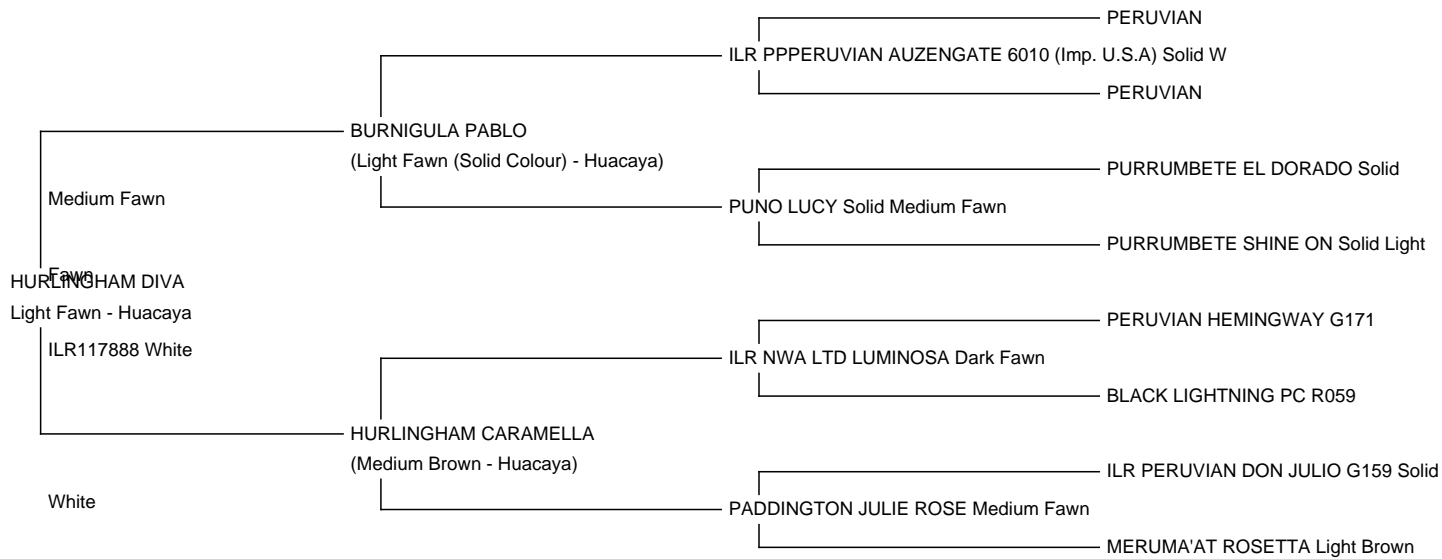 PERUVIAN
ILR PPPERUVIAN AUZENGATE 6010 (Imp. U.S.A) Solid W
PERUVIAN
BURNIGULA PABLO
(Light Fawn (Solid Colour) - Huacaya)
PURRUMBETE EL DORADO Solid
Medium Fawn
PUNO LUCY Solid Medium Fawn
PURRUMBETE SHINE ON Solid Light
Fawn
HURLINGHAM DIVA
Light Fawn - Huacaya
PERUVIAN HEMINGWAY G171
ILR117888 White
ILR NWA LTD LUMINOSA Dark Fawn
BLACK LIGHTNING PC R059
HURLINGHAM CARAMELLA
(Medium Brown - Huacaya)
ILR PERUVIAN DON JULIO G159 Solid
White
PADDINGTON JULIE ROSE Medium Fawn
MERUMA'AT ROSETTA Light Brown